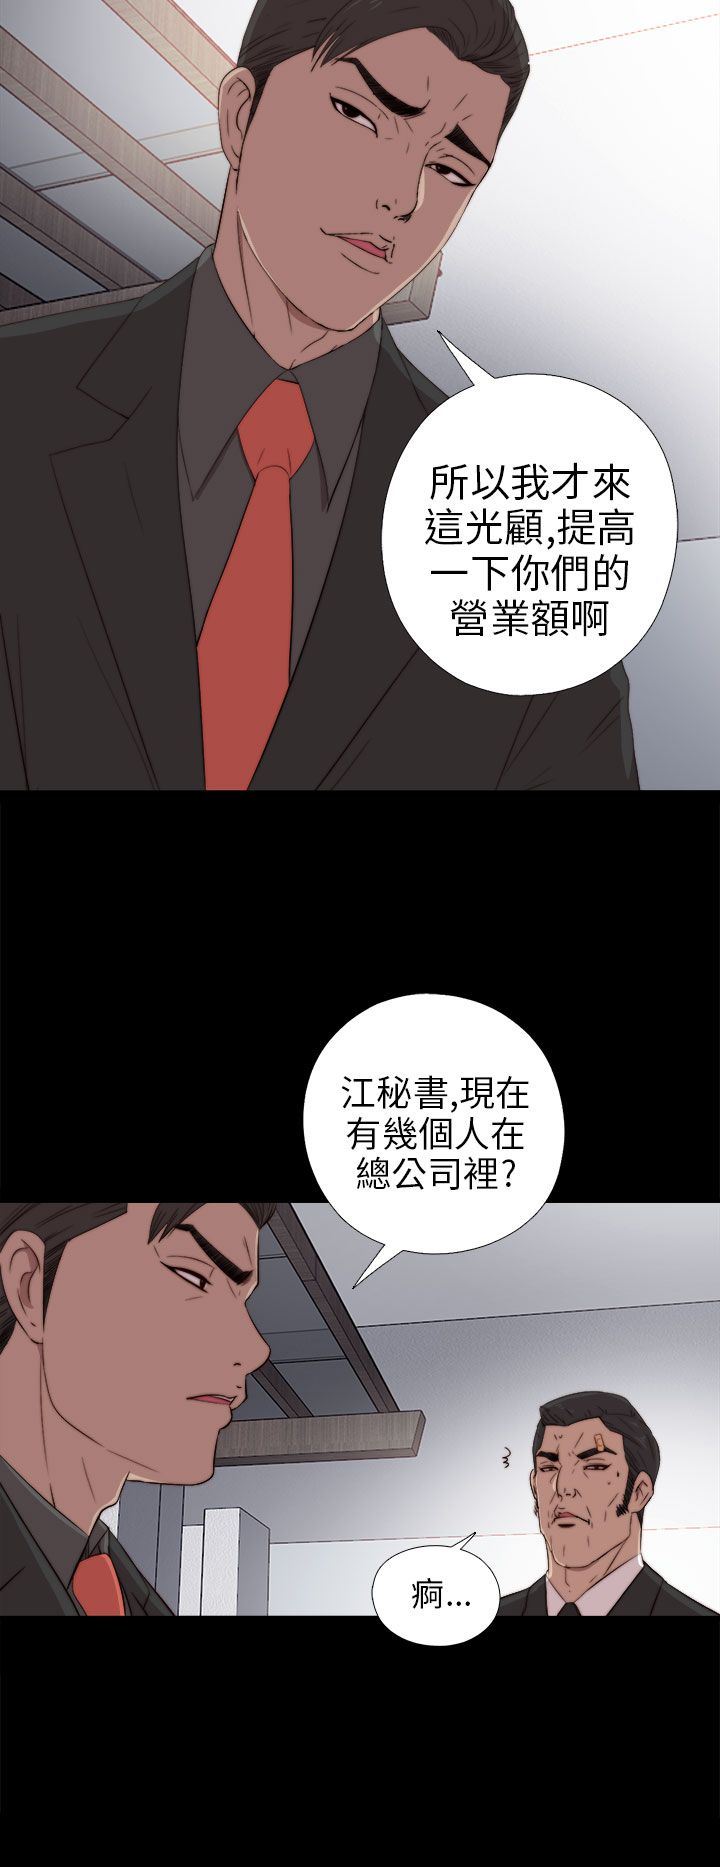 所以我才來
這光顧,提高
一下你們的
營業額啊
江秘書,現在
有幾個人在
總公司裡?
痾...